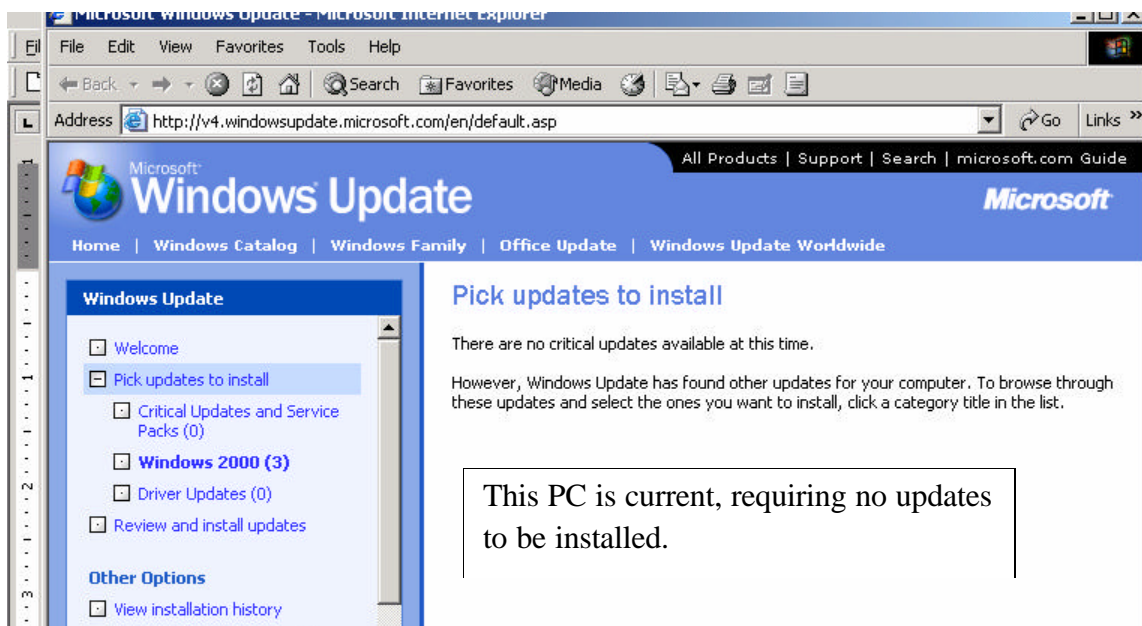 Microsoft Windows Update - Microsoft Internet Explorer
Fil
File Edit View Favorites Tools Help
Back Search Favorites Media
Address http://v4.windowsupdate.microsoft.com/en/default.asp Go Links »
All Products | Support | Search | microsoft.com Guide
Microsoft
Windows Update
Microsoft
Home | Windows Catalog | Windows Family | Office Update | Windows Update Worldwide
Windows Update
Welcome
Pick updates to install
Critical Updates and Service
Packs (0)
Windows 2000 (3)
Driver Updates (0)
Review and install updates
Other Options
View installation history
Pick updates to install
There are no critical updates available at this time.
However, Windows Update has found other updates for your computer. To browse through
these updates and select the ones you want to install, click a category title in the list.
This PC is current, requiring no updates
to be installed.
1
2
3